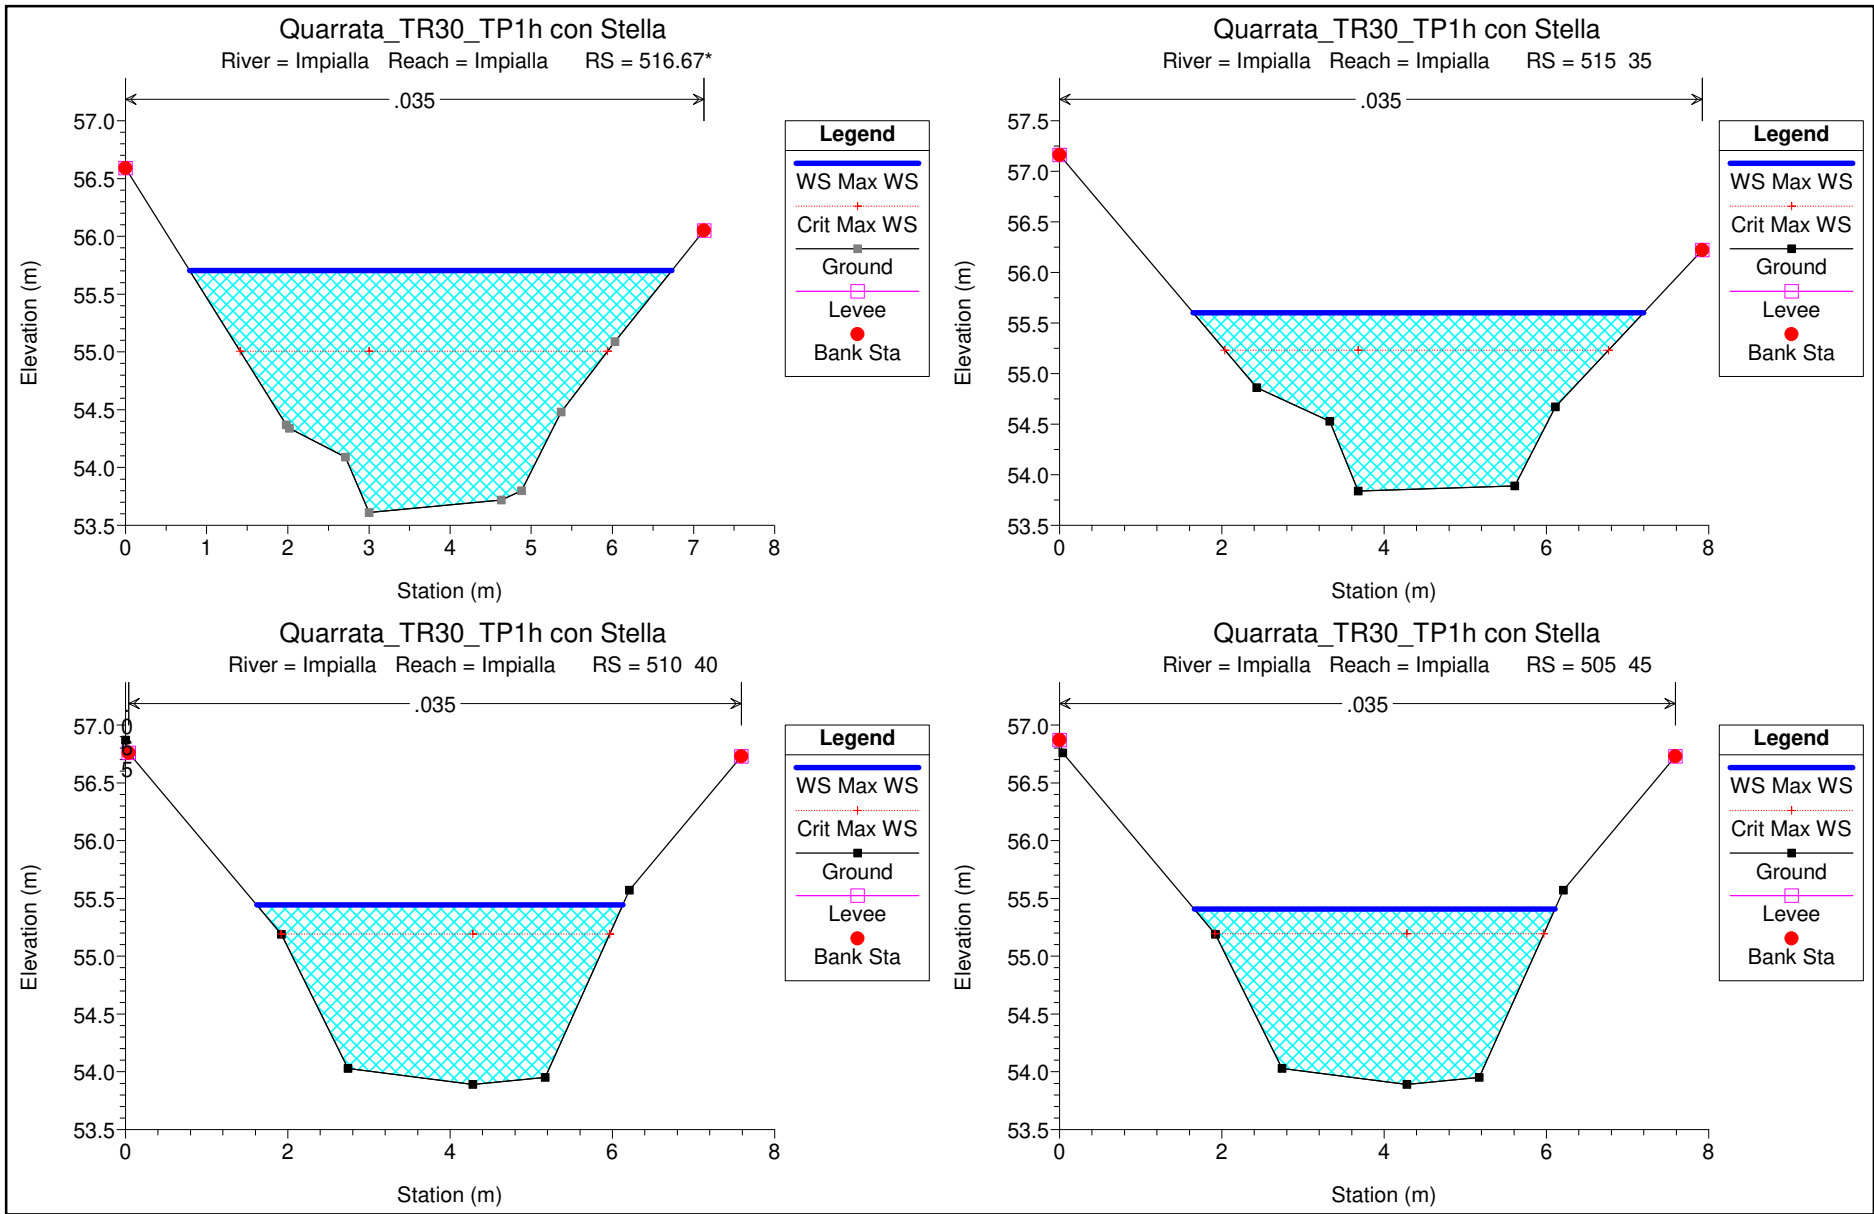 Quarrata_TR30_TP1h con Stella
River = Impialla Reach = Impialla RS = 516.67*
.035
57.0
56.5
56.0
55.5
55.0
54.5
54.0
53.5
Elevation (m)
0 1 2 3 4 5 6 7 8
Station (m)
Legend
WS Max WS
Crit Max WS
Ground
Levee
Bank Sta
Quarrata_TR30_TP1h con Stella
River = Impialla Reach = Impialla RS = 515 35
.035
57.5
57.0
56.5
56.0
55.5
55.0
54.5
54.0
53.5
Elevation (m)
0 2 4 6 8
Station (m)
Legend
WS Max WS
Crit Max WS
Ground
Levee
Bank Sta
Quarrata_TR30_TP1h con Stella
River = Impialla Reach = Impialla RS = 510 40
.035
57.0
56.5
56.0
55.5
55.0
54.5
54.0
53.5
Elevation (m)
0 2 4 6 8
Station (m)
Legend
WS Max WS
Crit Max WS
Ground
Levee
Bank Sta
Quarrata_TR30_TP1h con Stella
River = Impialla Reach = Impialla RS = 505 45
.035
57.0
56.5
56.0
55.5
55.0
54.5
54.0
53.5
Elevation (m)
0 2 4 6 8
Station (m)
Legend
WS Max WS
Crit Max WS
Ground
Levee
Bank Sta